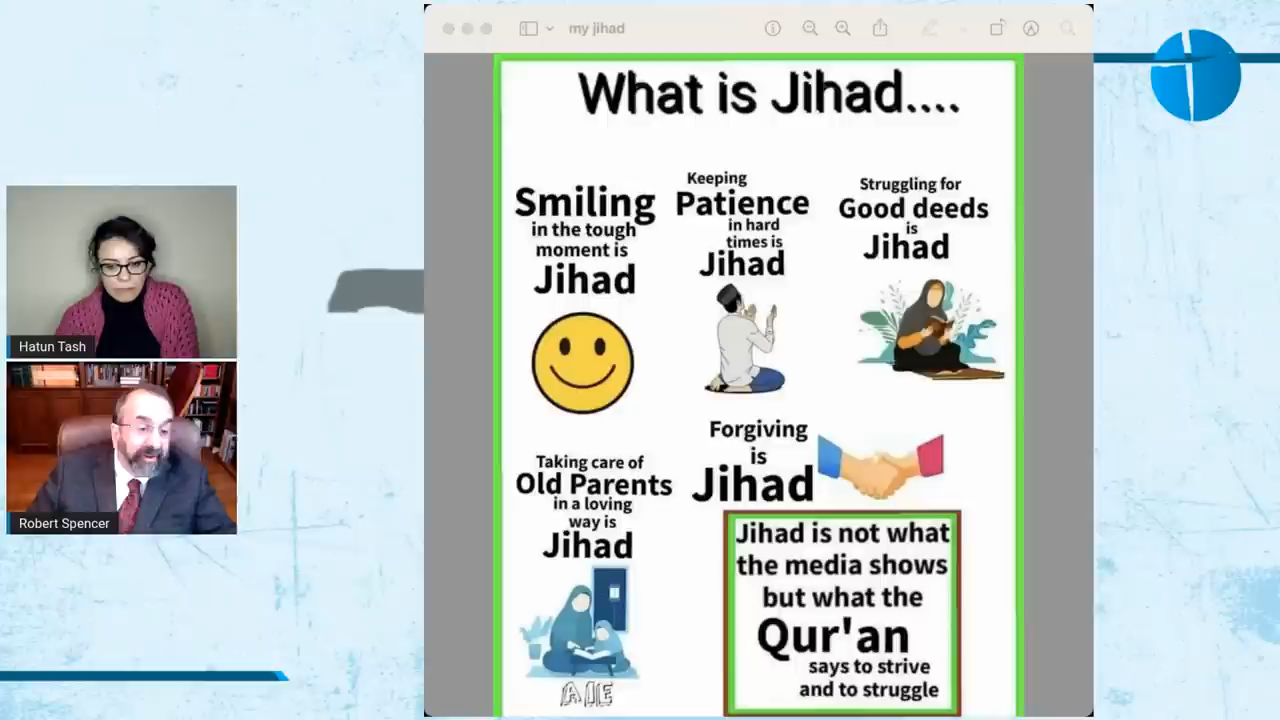 my jihad
What is Jihad....
Smiling
in the tough
moment is
Jihad
Keeping
Patience
in hard
times is
Jihad
Struggling for
Good deeds
is
Jihad
Hatun Tash
Robert Spencer
Taking care of
Old Parents
in a loving
way is
Jihad
Forgiving
is
Jihad
Jihad is not what
the media shows
but what the
Qur'an
says to strive
and to struggle